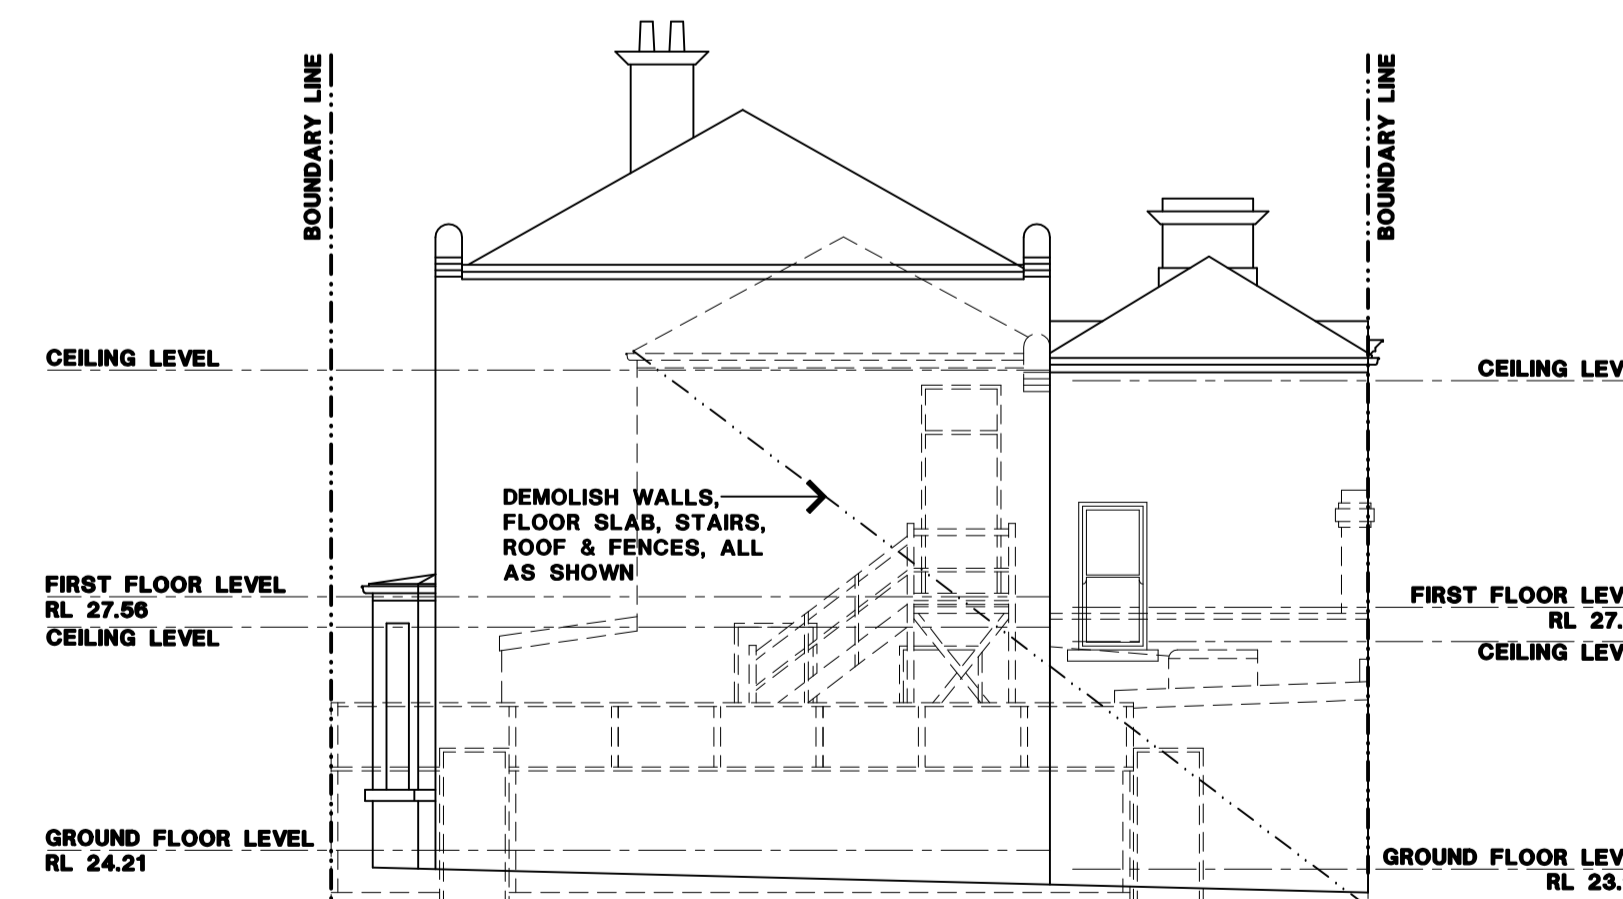 BOUNDARY LINE
BOUNDARY LINE
CEILING LEVEL
CEILING LEV
DEMOLISH WALLS,
FLOOR SLAB, STAIRS,
ROOF & FENCES, ALL
AS SHOWN
FIRST FLOOR LEVEL
RL 27.56
CEILING LEVEL
FIRST FLOOR LEV
RL 27.
CEILING LEV
GROUND FLOOR LEVEL
RL 24.21
GROUND FLOOR LEV
RL 23.